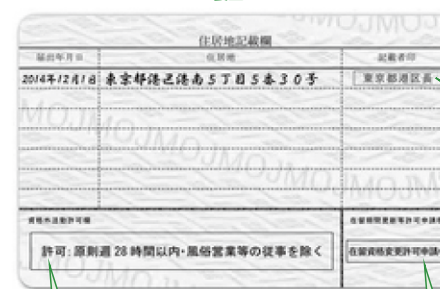 住居地記載欄
届出年月日 住居地 記載者印
2014年12月1日 東京都港区港南5丁目5番30号 東京都港区長
MOJMOJMOJ
資格外活動許可欄 在留期間更新等許可申請
許可:原則週28時間以内・風俗営業等の従事を除く 在留資格変更許可申請